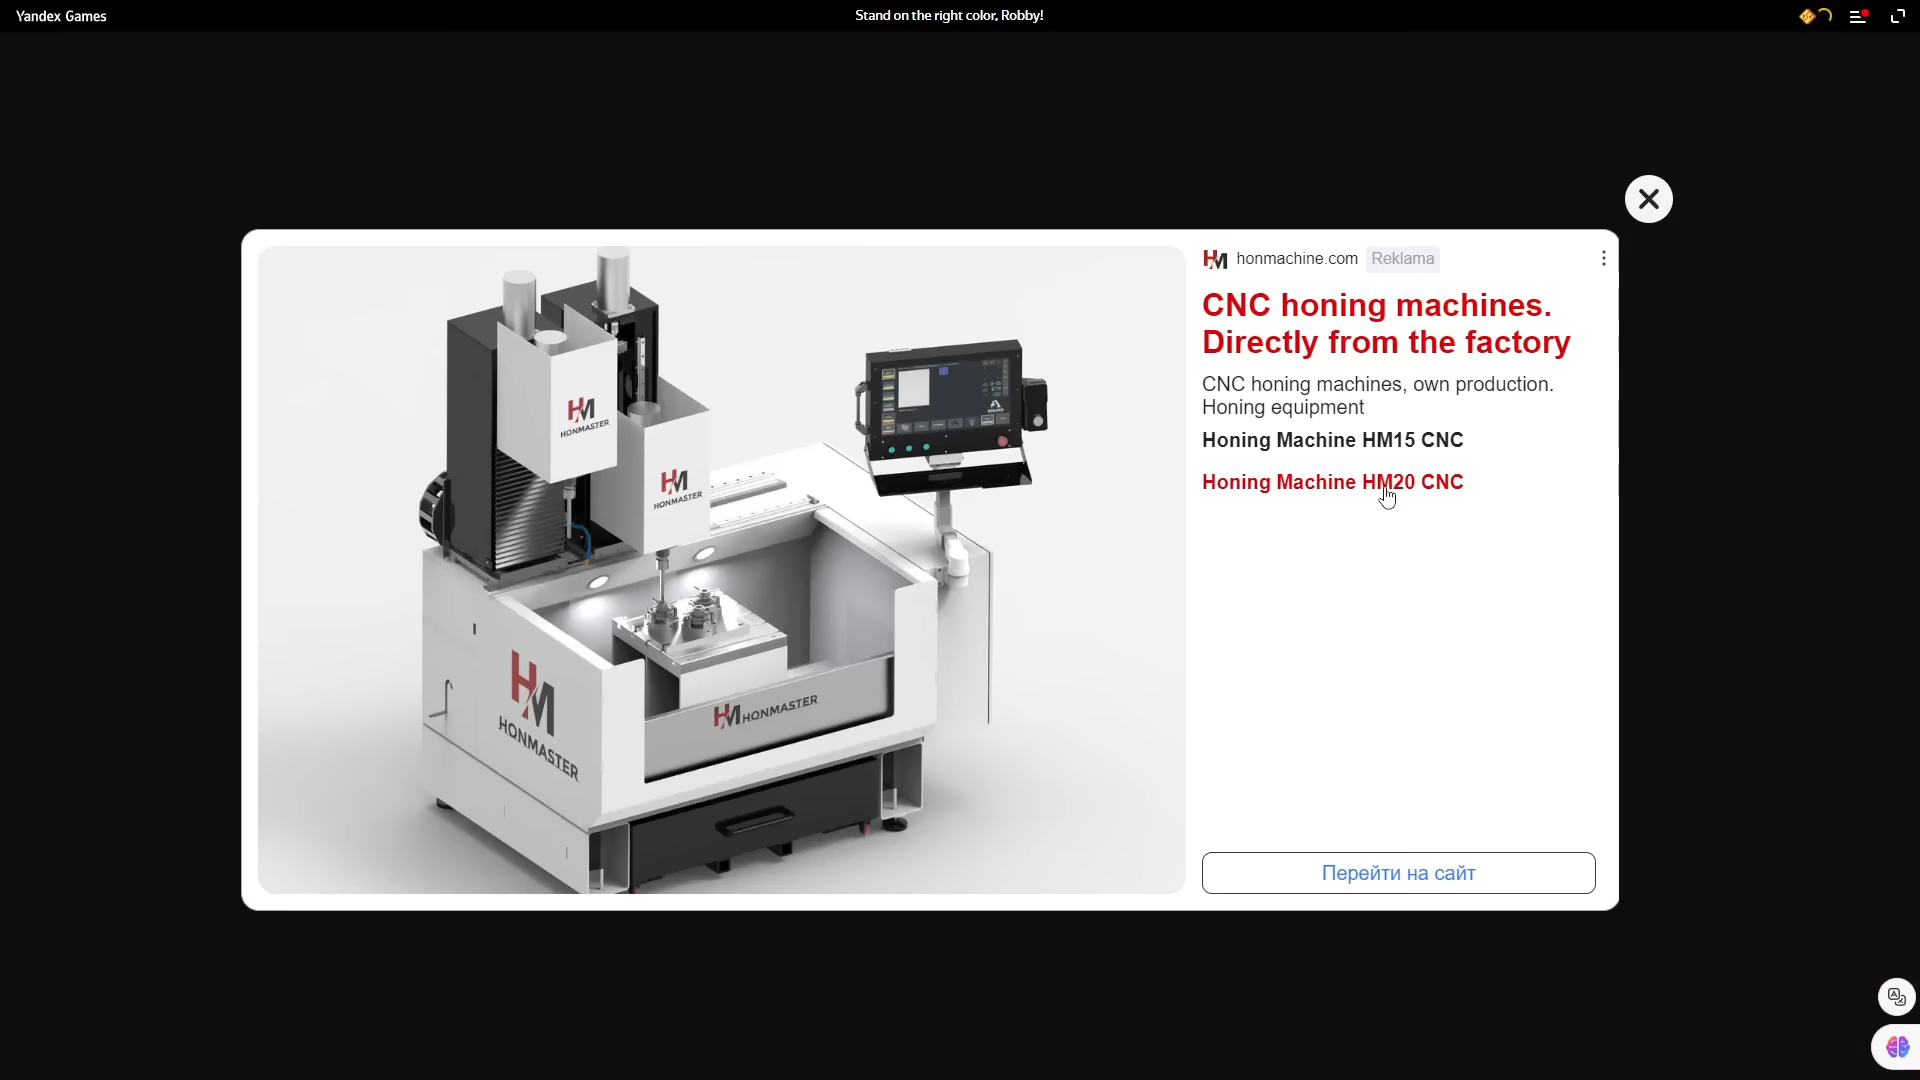 Yandex Games
Stand on the right color, Robby!
HM
HONMASTER
HM
HONMASTER
HM
HONMASTER
HM HONMASTER
HM honmachine.com Reklama
CNC honing machines.
Directly from the factory
CNC honing machines, own production.
Honing equipment
Honing Machine HM15 CNC
Honing Machine HM20 CNC
Перейти на сайт